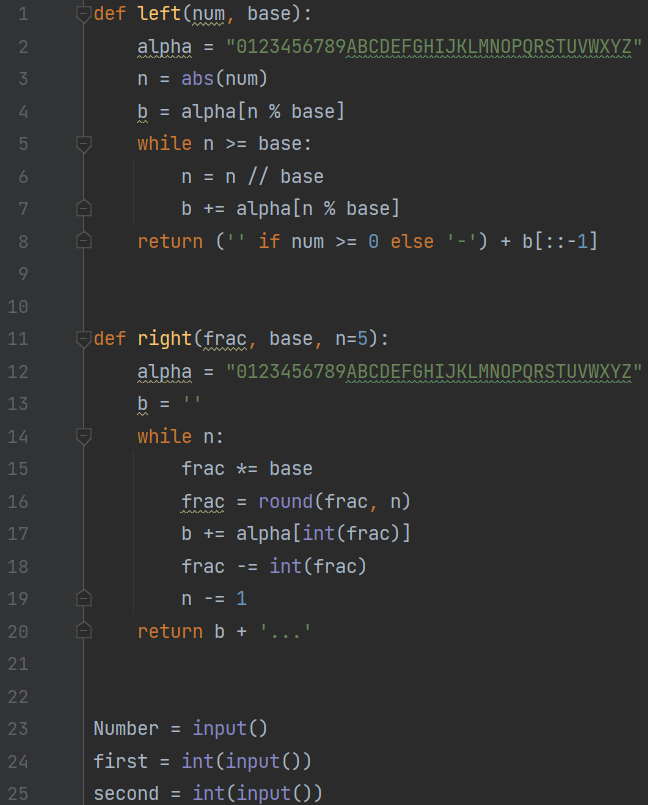 1 def left(num, base):
2     alpha = "0123456789ABCDEFGHIJKLMNOPQRSTUVWXYZ"
3     n = abs(num)
4     b = alpha[n % base]
5     while n >= base:
6         n = n // base
7         b += alpha[n % base]
8     return ('' if num >= 0 else '-') + b[::-1]
9
10
11 def right(frac, base, n=5):
12     alpha = "0123456789ABCDEFGHIJKLMNOPQRSTUVWXYZ"
13     b = ''
14     while n:
15         frac *= base
16         frac = round(frac, n)
17         b += alpha[int(frac)]
18         frac -= int(frac)
19         n -= 1
20     return b + '...'
21
22
23 Number = input()
24 first = int(input())
25 second = int(input())